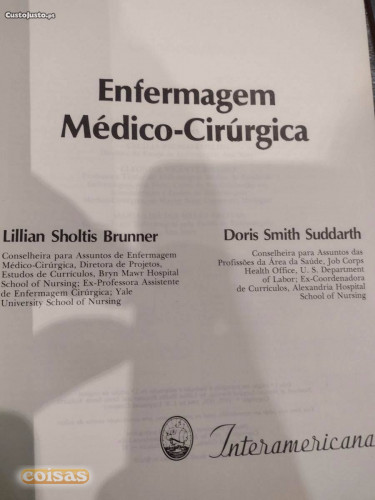 CustoJusto.pt
Enfermagem
Médico-Cirúrgica
Lillian Sholtis Brunner
Conselheira para Assuntos de Enfermagem
Médico-Cirúrgica, Diretora de Projetos,
Estudos de Currículos, Bryn Mawr Hospital
School of Nursing; Ex-Professora Assistente
de Enfermagem Cirúrgica; Yale
University School of Nursing
Doris Smith Suddarth
Conselheira para Assuntos das
Profissões da Área da Saúde, Job Corps
Health Office, U. S. Department
of Labor; Ex-Coordenadora
de Currículos, Alexandria Hospital
School of Nursing
Interamericana
coisas